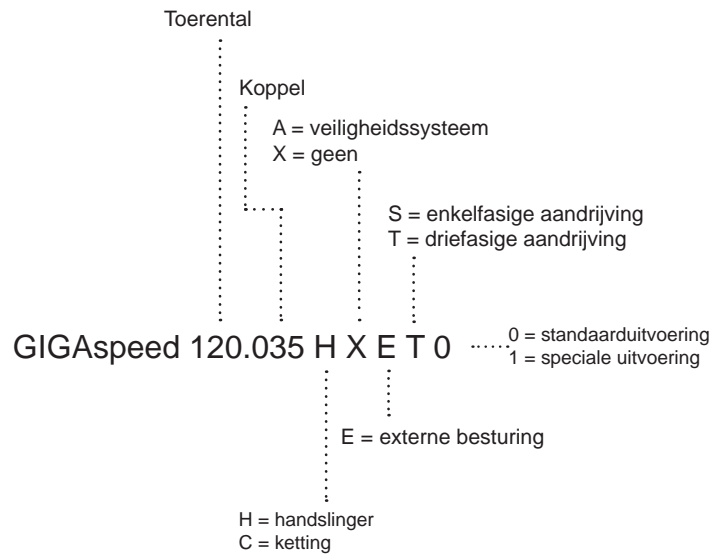 Toerental
Koppel
A = veiligheidssysteem
X = geen
S = enkelfasige aandrijving
T = driefasige aandrijving
GIGAspeed 120.035 H X E T 0
0 = standaarduitvoering
1 = speciale uitvoering
E = externe besturing
H = handslinger
C = ketting